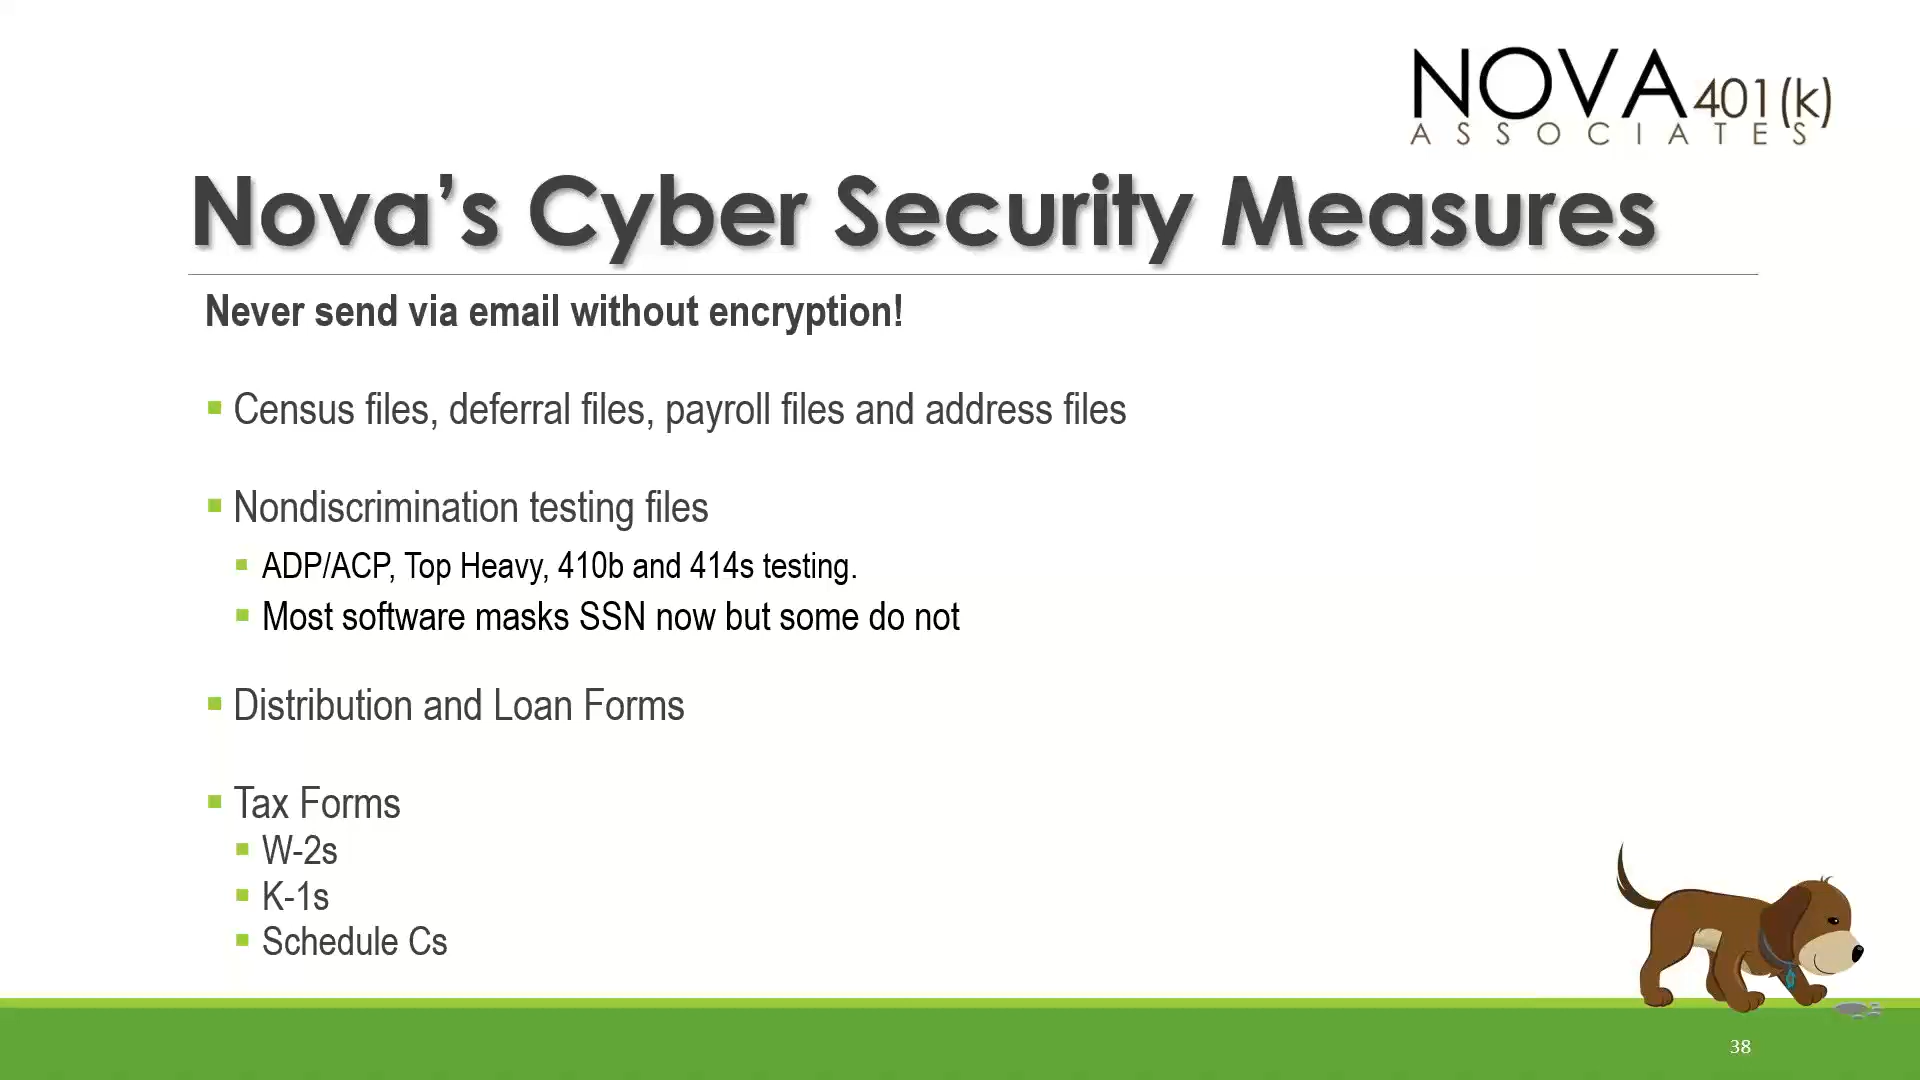 NOVA 401(k)
ASSOCIATES
Nova’s Cyber Security Measures
Never send via email without encryption!
Census files, deferral files, payroll files and address files
Nondiscrimination testing files
ADP/ACP, Top Heavy, 410b and 414s testing.
Most software masks SSN now but some do not
Distribution and Loan Forms
Tax Forms
W-2s
K-1s
Schedule Cs
38